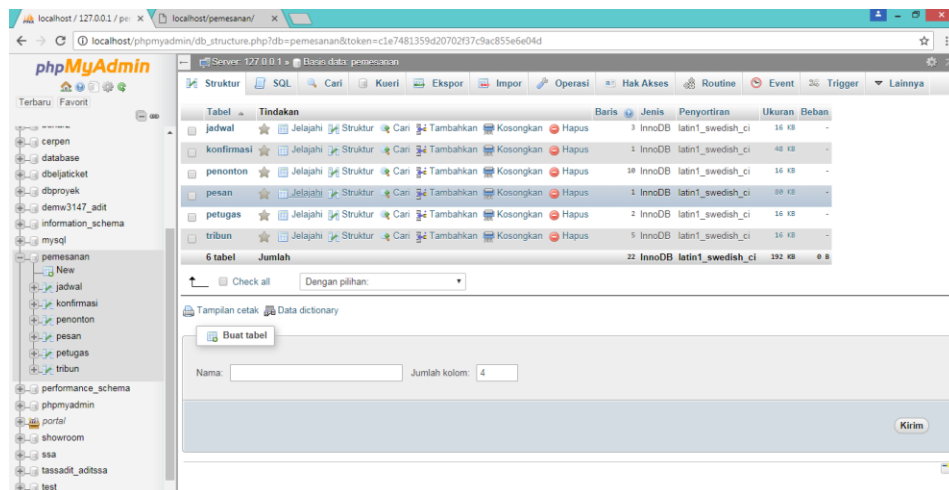 localhost / 127.0.0.1 / pe
localhost/pemesanan/
localhost/phpmyadmin/db_structure.php?db=pemesanan&token=c1e7481359d20702f37c9ac855e6e04d
phpMyAdmin
Terbaru Favorit
cerpen
database
dbeljaticket
dbproyek
demw3147_adit
information_schema
mysql
pemesanan
New
jadwal
konfirmasi
penonton
pesan
petugas
tribun
performance_schema
phpmyadmin
portal
showroom
ssa
tassadit_aditssa
test
Server: 127.0.0.1 » Basis data: pemesanan
Struktur SQL Cari Kueri Ekspor Impor Operasi Hak Akses Routine Event Trigger Lainnya
Tabel Tindakan Baris Jenis Penyortiran Ukuran Beban
jadwal Jelajahi Struktur Cari Tambahkan Kosongkan Hapus 3 InnoDB latin1_swedish_ci 16 KB -
konfirmasi Jelajahi Struktur Cari Tambahkan Kosongkan Hapus 1 InnoDB latin1_swedish_ci 48 KB -
penonton Jelajahi Struktur Cari Tambahkan Kosongkan Hapus 10 InnoDB latin1_swedish_ci 16 KB -
pesan Jelajahi Struktur Cari Tambahkan Kosongkan Hapus 1 InnoDB latin1_swedish_ci 80 KB -
petugas Jelajahi Struktur Cari Tambahkan Kosongkan Hapus 2 InnoDB latin1_swedish_ci 16 KB -
tribun Jelajahi Struktur Cari Tambahkan Kosongkan Hapus 5 InnoDB latin1_swedish_ci 16 KB -
6 tabel Jumlah 22 InnoDB latin1_swedish_ci 192 KB 0 B
Check all Dengan pilihan:
Tampilan cetak Data dictionary
Buat tabel
Nama: Jumlah kolom: 4
Kirim